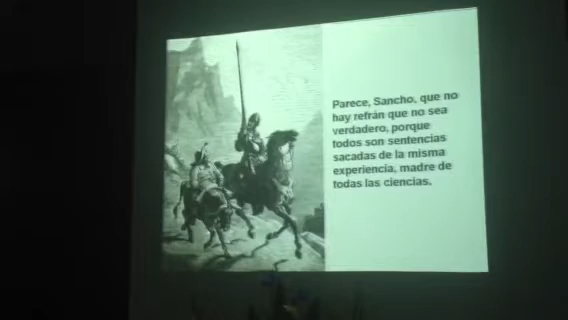 Parece, Sancho, que no
hay refrán que no sea
verdadero, porque
todos son sentencias
sacadas de la misma
experiencia, madre de
todas las ciencias.